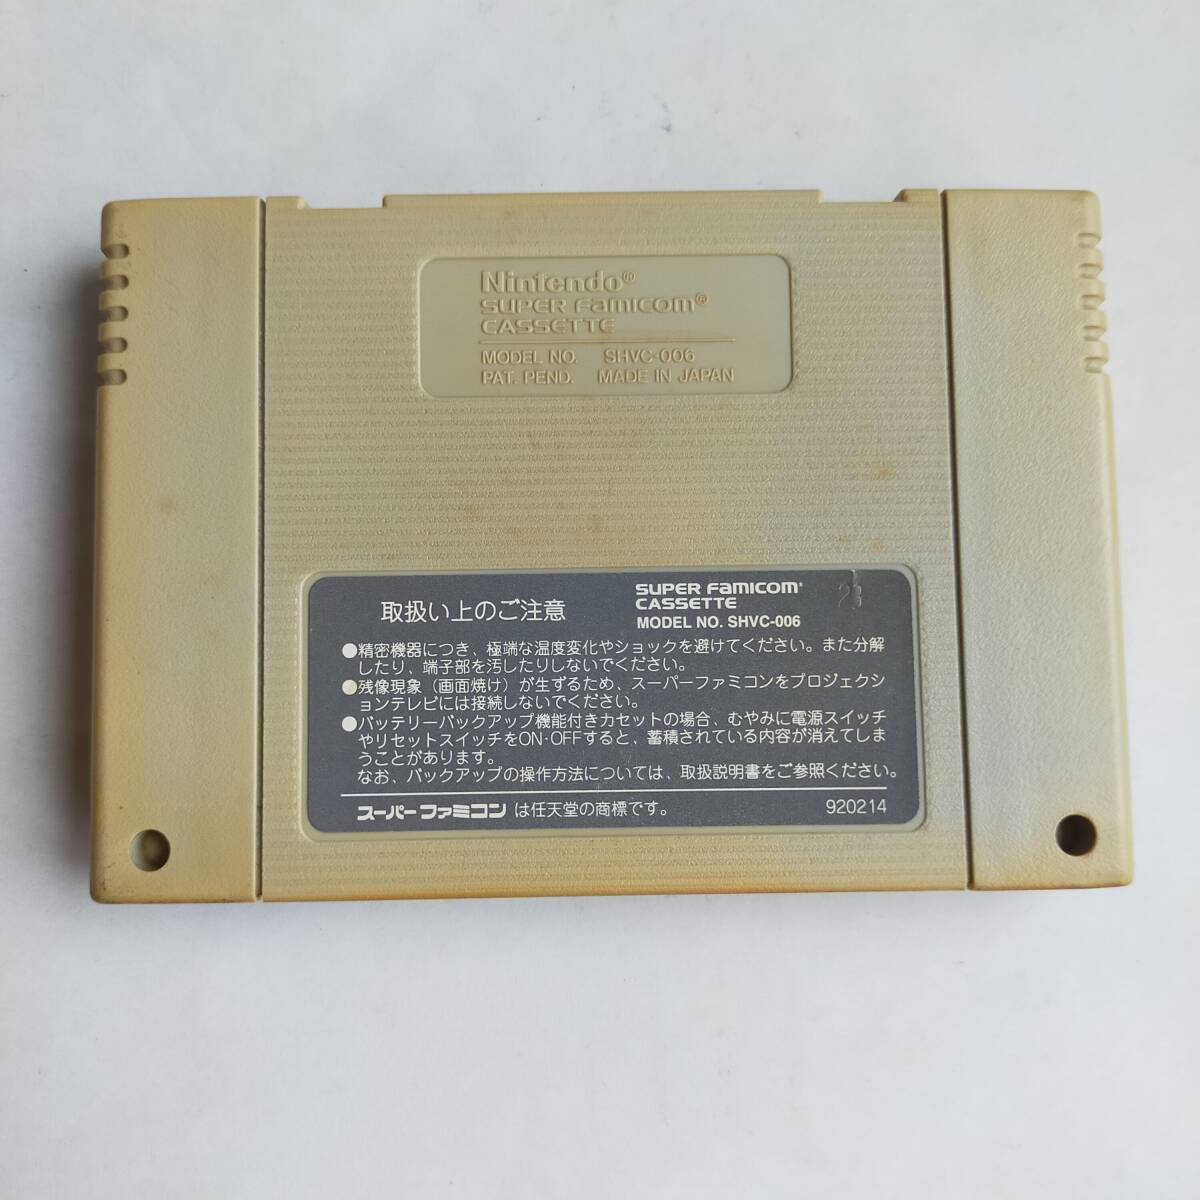 Nintendo®
SUPER FAMICOM®
CASSETTE
MODEL NO. SHVC-006
PAT. PEND. MADE IN JAPAN
取扱い上のご注意
SUPER FAMICOM®
CASSETTE
MODEL NO. SHVC-006
23
●精密機器につき、極端な温度変化やショックを避けてください。また分解
したり、端子部を汚したりしないでください。
●残像現象（画面焼け）が生ずるため、スーパーファミコンをプロジェクシ
ョンテレビには接続しないでください。
●バッテリーバックアップ機能付きカセットの場合、むやみに電源スイッチ
やリセットスイッチをON・OFFすると、蓄積されている内容が消えてしま
うことがあります。
なお、バックアップの操作方法については、取扱説明書をご参照ください。
スーパーファミコン は任天堂の商標です。 920214